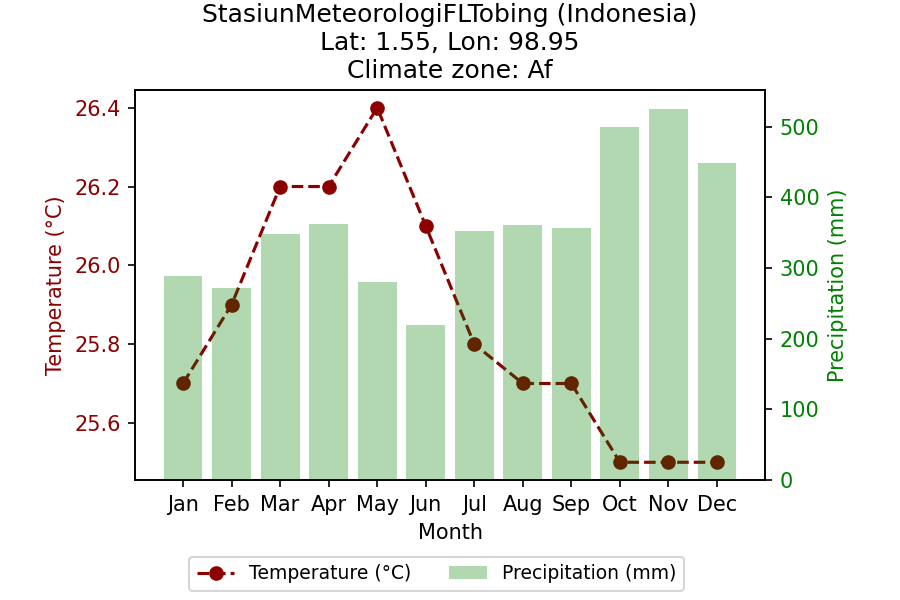 StasiunMeteorologiFLTobing (Indonesia)
Lat: 1.55, Lon: 98.95
Climate zone: Af
26.4
26.2
26.0
25.8
25.6
Temperature (°C)
500
400
300
200
100
0
Precipitation (mm)
Jan Feb Mar Apr May Jun Jul Aug Sep Oct Nov Dec
Month
Temperature (°C) Precipitation (mm)